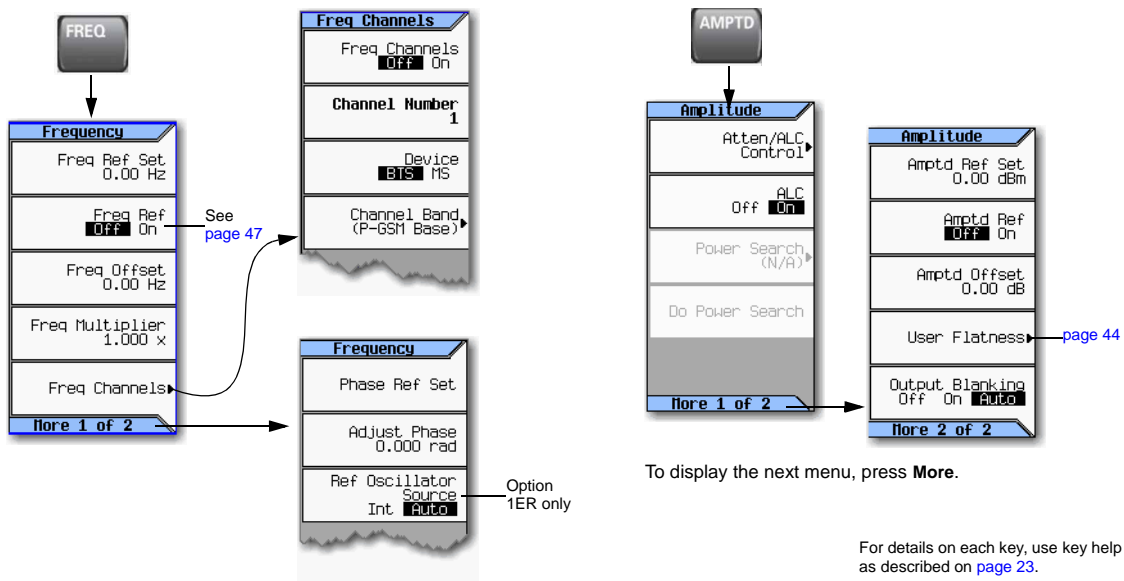 FREQ
Frequency
Freq Ref Set
0.00 Hz
Freq Ref
Off On
See
page 47
Freq Offset
0.00 Hz
Freq Multiplier
1.000 x
Freq Channels
More 1 of 2
Freq Channels
Freq Channels
Off On
Channel Number
1
Device
BTS MS
Channel Band
(P-GSM Base)
Frequency
Phase Ref Set
Adjust Phase
0.000 rad
Ref Oscillator
Source
Int Auto
Option
1ER only
AMPTD
Amplitude
Atten/ALC
Control
ALC
Off On
Power Search
(N/A)
Do Power Search
More 1 of 2
Amplitude
Amptd Ref Set
0.00 dBm
Amptd Ref
Off On
Amptd Offset
0.00 dB
User Flatness
page 44
Output Blanking
Off On Auto
More 2 of 2
To display the next menu, press More.
For details on each key, use key help
as described on page 23.